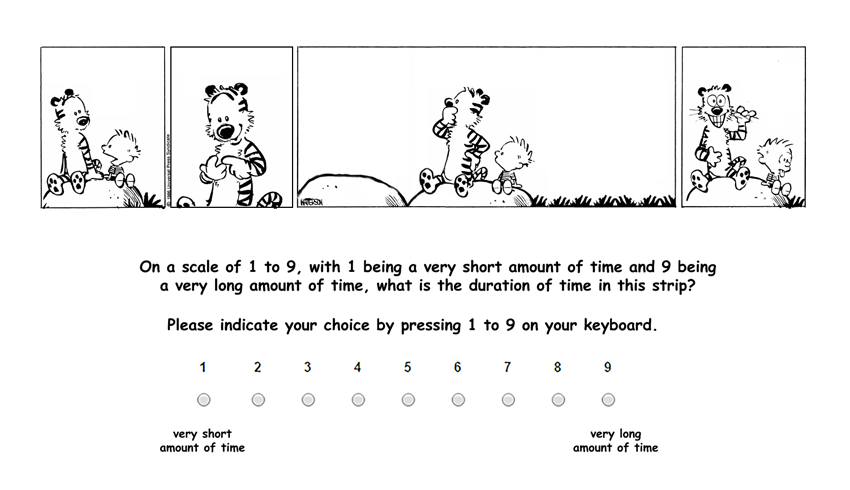 On a scale of 1 to 9, with 1 being a very short amount of time and 9 being
a very long amount of time, what is the duration of time in this strip?
Please indicate your choice by pressing 1 to 9 on your keyboard.
1 2 3 4 5 6 7 8 9
very short
amount of time
very long
amount of time